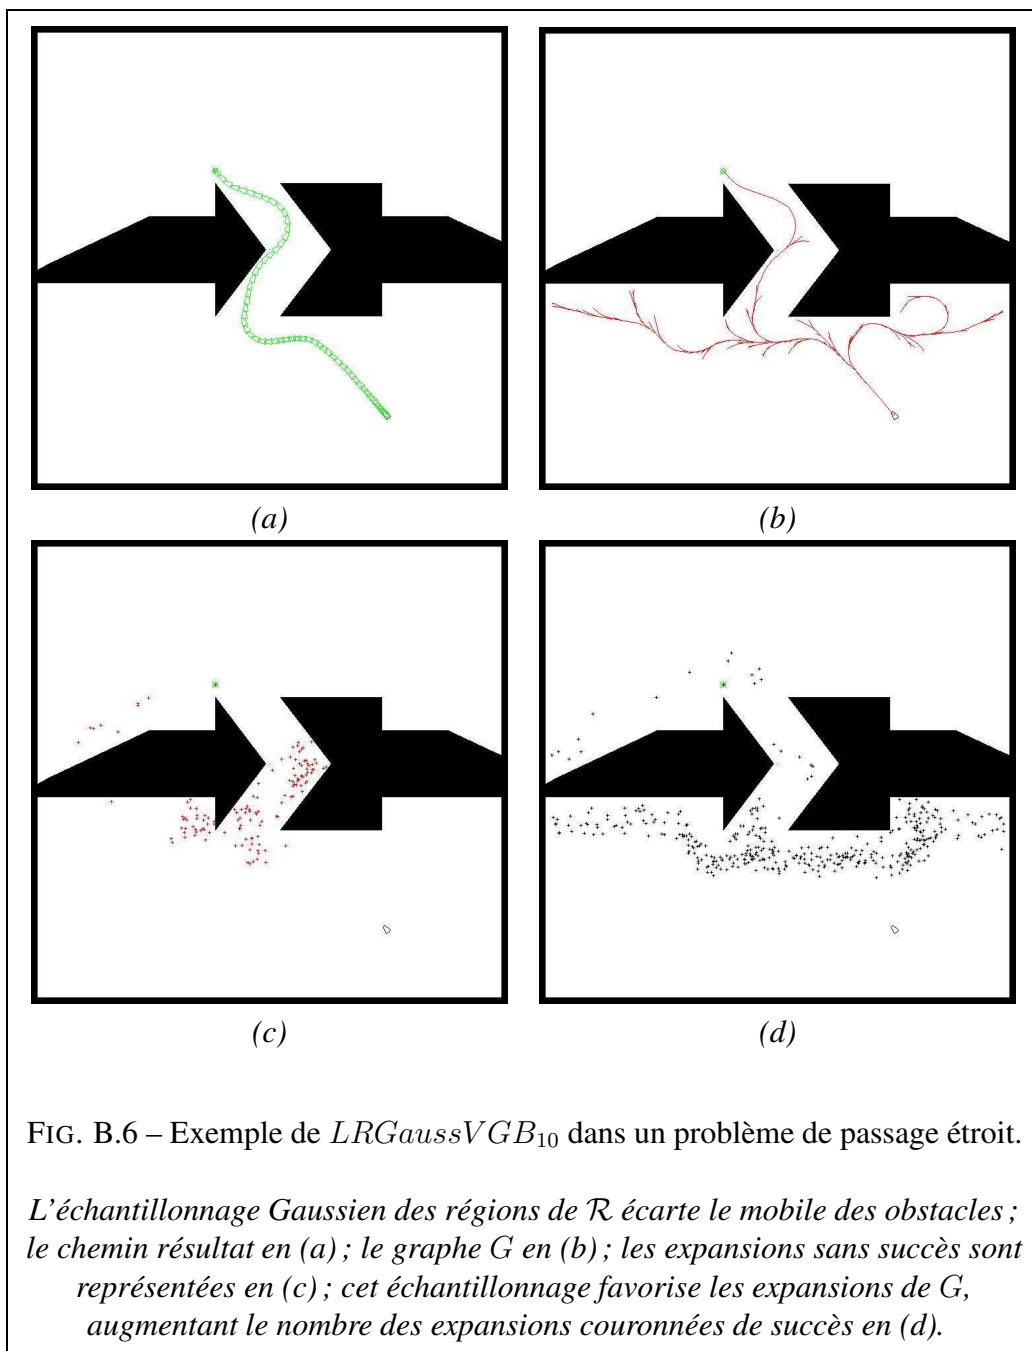 (a)
(b)
(c)
(d)
FIG. B.6 – Exemple de LRGaussVGB₁₀ dans un problème de passage étroit.
L'échantillonnage Gaussien des régions de ℛ écarte le mobile des obstacles ;
le chemin résultat en (a) ; le graphe G en (b) ; les expansions sans succès sont
représentées en (c) ; cet échantillonnage favorise les expansions de G,
augmentant le nombre des expansions couronnées de succès en (d).